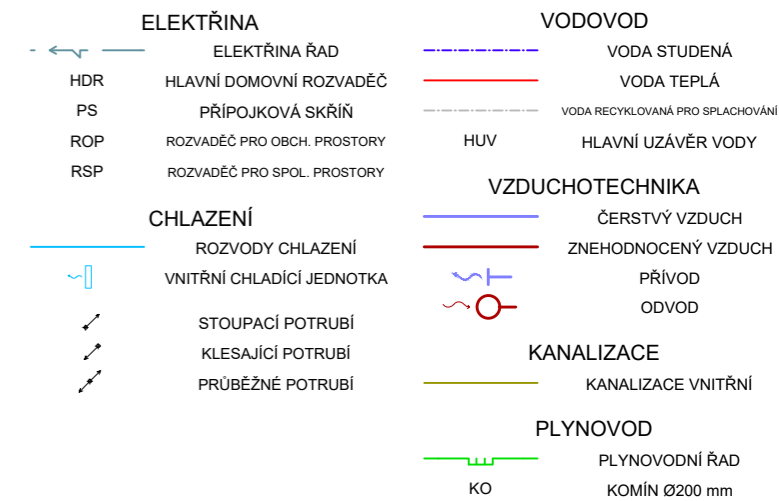 ELEKTŘINA
ELEKTŘINA ŘAD
HDR HLAVNÍ DOMOVNÍ ROZVADĚČ
PS PŘÍPOJKOVÁ SKŘÍŇ
ROP ROZVADĚČ PRO OBCH. PROSTORY
RSP ROZVADĚČ PRO SPOL. PROSTORY
CHLAZENÍ
ROZVODY CHLAZENÍ
VNITŘNÍ CHLADÍCÍ JEDNOTKA
STOUPACÍ POTRUBÍ
KLESAJÍCÍ POTRUBÍ
PRŮBĚŽNÉ POTRUBÍ
VODOVOD
VODA STUDENÁ
VODA TEPLÁ
VODA RECYKLOVANÁ PRO SPLACHOVÁNÍ
HUV HLAVNÍ UZÁVĚR VODY
VZDUCHOTECHNIKA
ČERSTVÝ VZDUCH
ZNEHODNOCENÝ VZDUCH
PŘÍVOD
ODVOD
KANALIZACE
KANALIZACE VNITŘNÍ
PLYNOVOD
PLYNOVODNÍ ŘAD
KO KOMÍN Ø200 mm